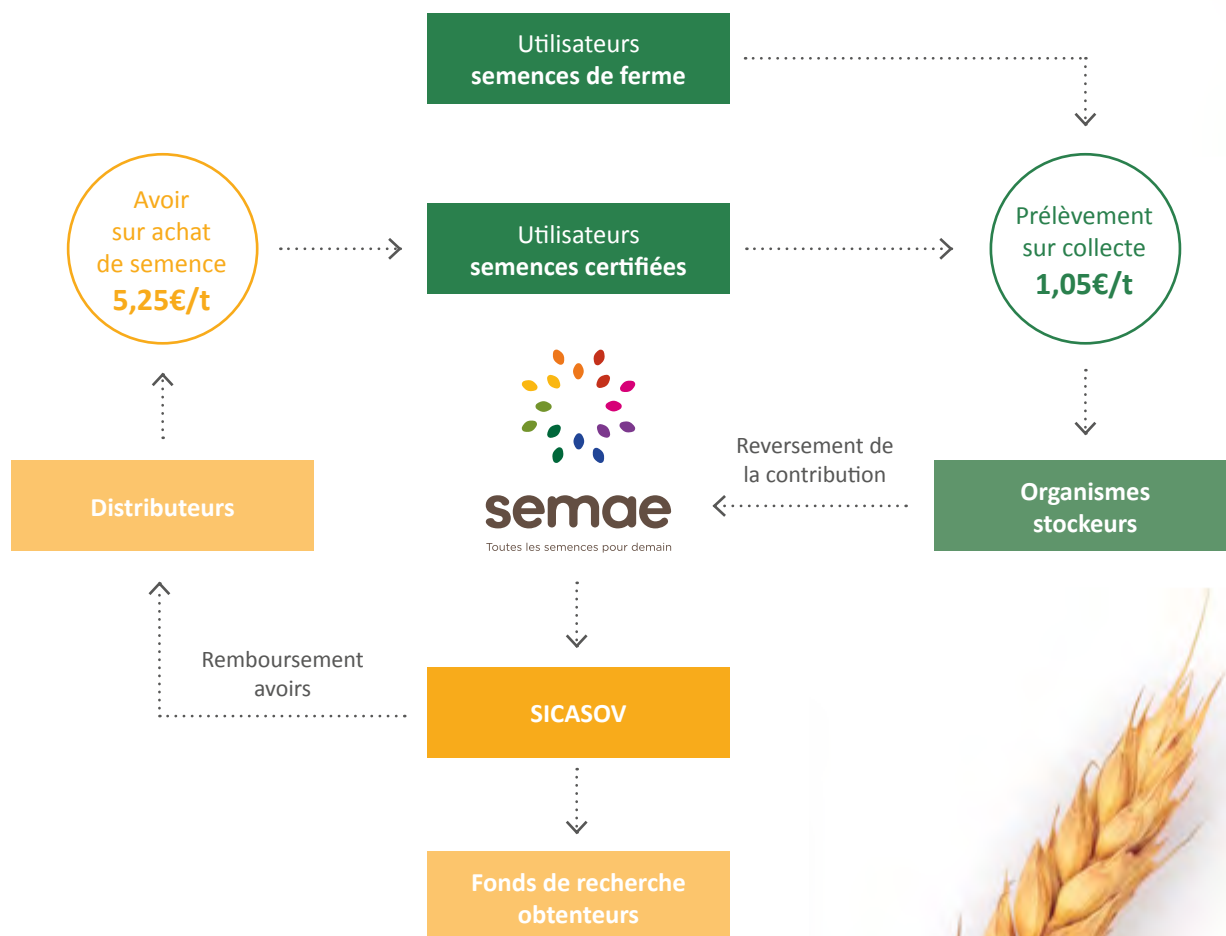 Utilisateurs
semences de ferme
Avoir
sur achat
de semence
5,25€/t
Utilisateurs
semences certifiées
Prélèvement
sur collecte
1,05€/t
Distributeurs
semae
Toutes les semences pour demain
Reversement de
la contribution
Organismes
stockeurs
Remboursement
avoirs
SICASOV
Fonds de recherche
obtenteurs